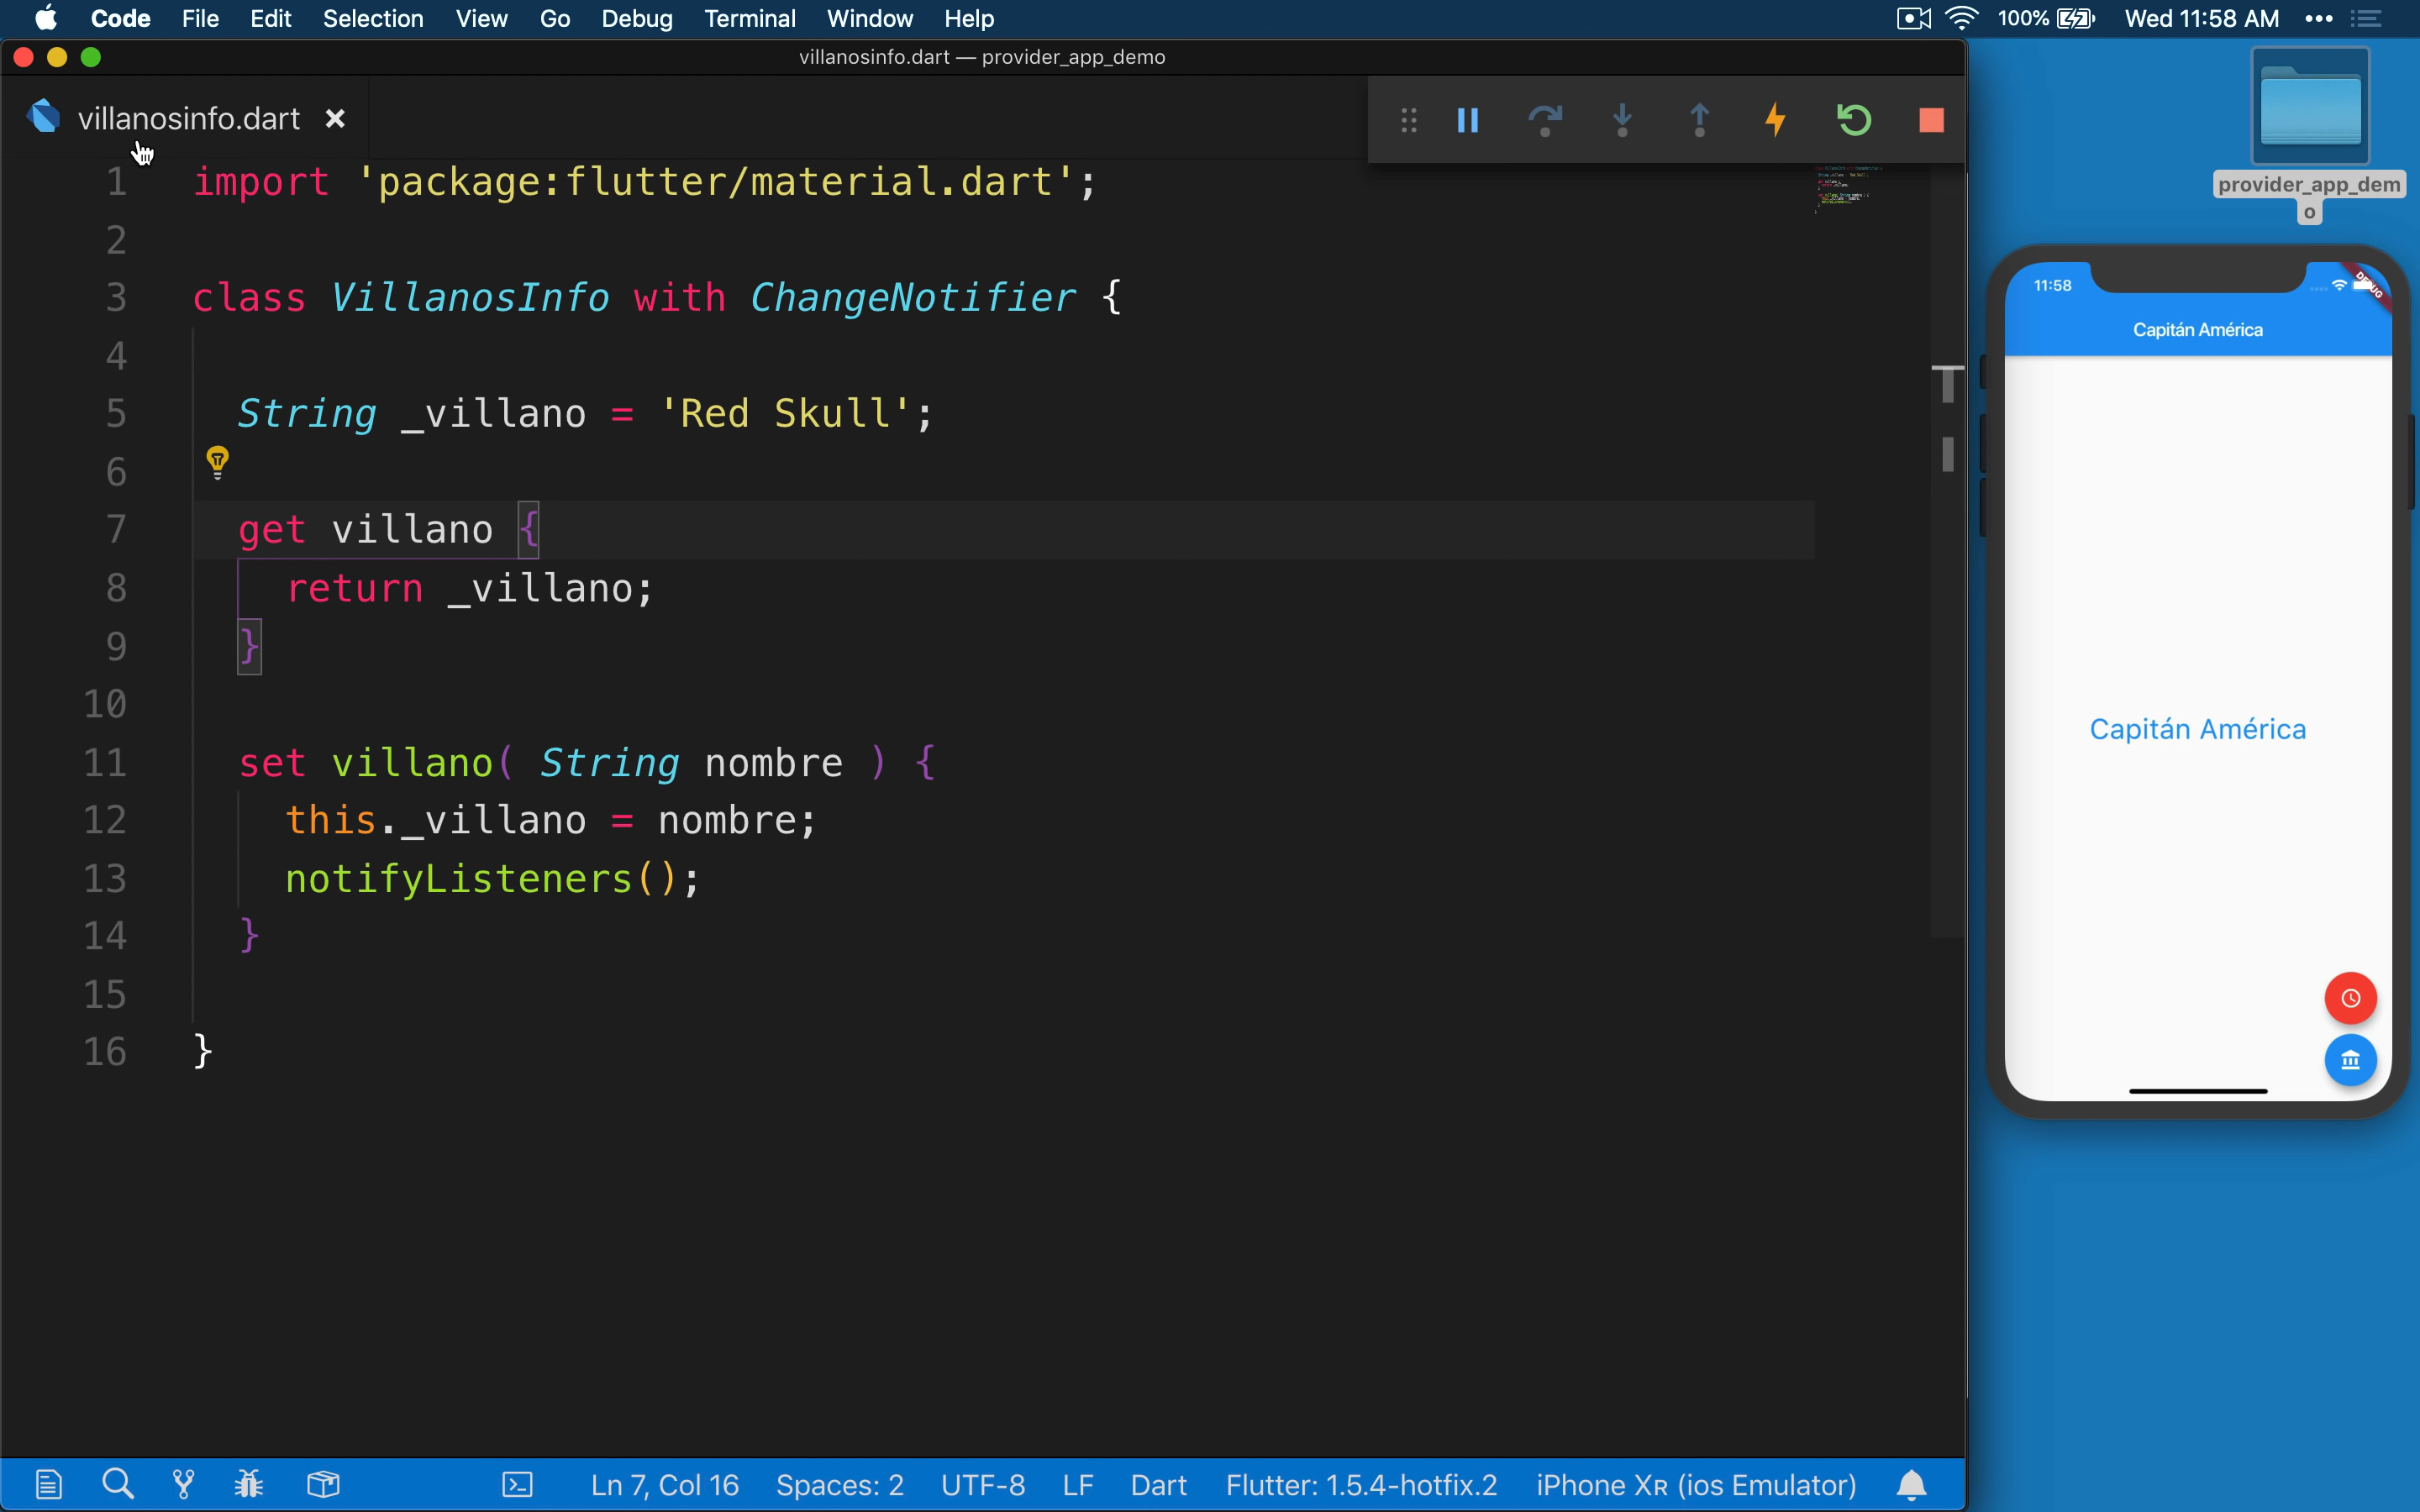 Code File Edit Selection View Go Debug Terminal Window Help 100% Wed 11:58 AM
villanosinfo.dart — provider_app_demo
villanosinfo.dart
1 import 'package:flutter/material.dart';
2
3 class VillanosInfo with ChangeNotifier {
4
5 String _villano = 'Red Skull';
6
7 get villano {
8 return _villano;
9 }
10
11 set villano( String nombre ) {
12 this._villano = nombre;
13 notifyListeners();
14 }
15
16 }
Ln 7, Col 16 Spaces: 2 UTF-8 LF Dart Flutter: 1.5.4-hotfix.2 iPhone XR (ios Emulator)
provider_app_dem
o
11:58
DEBUG
Capitán América
Capitán América